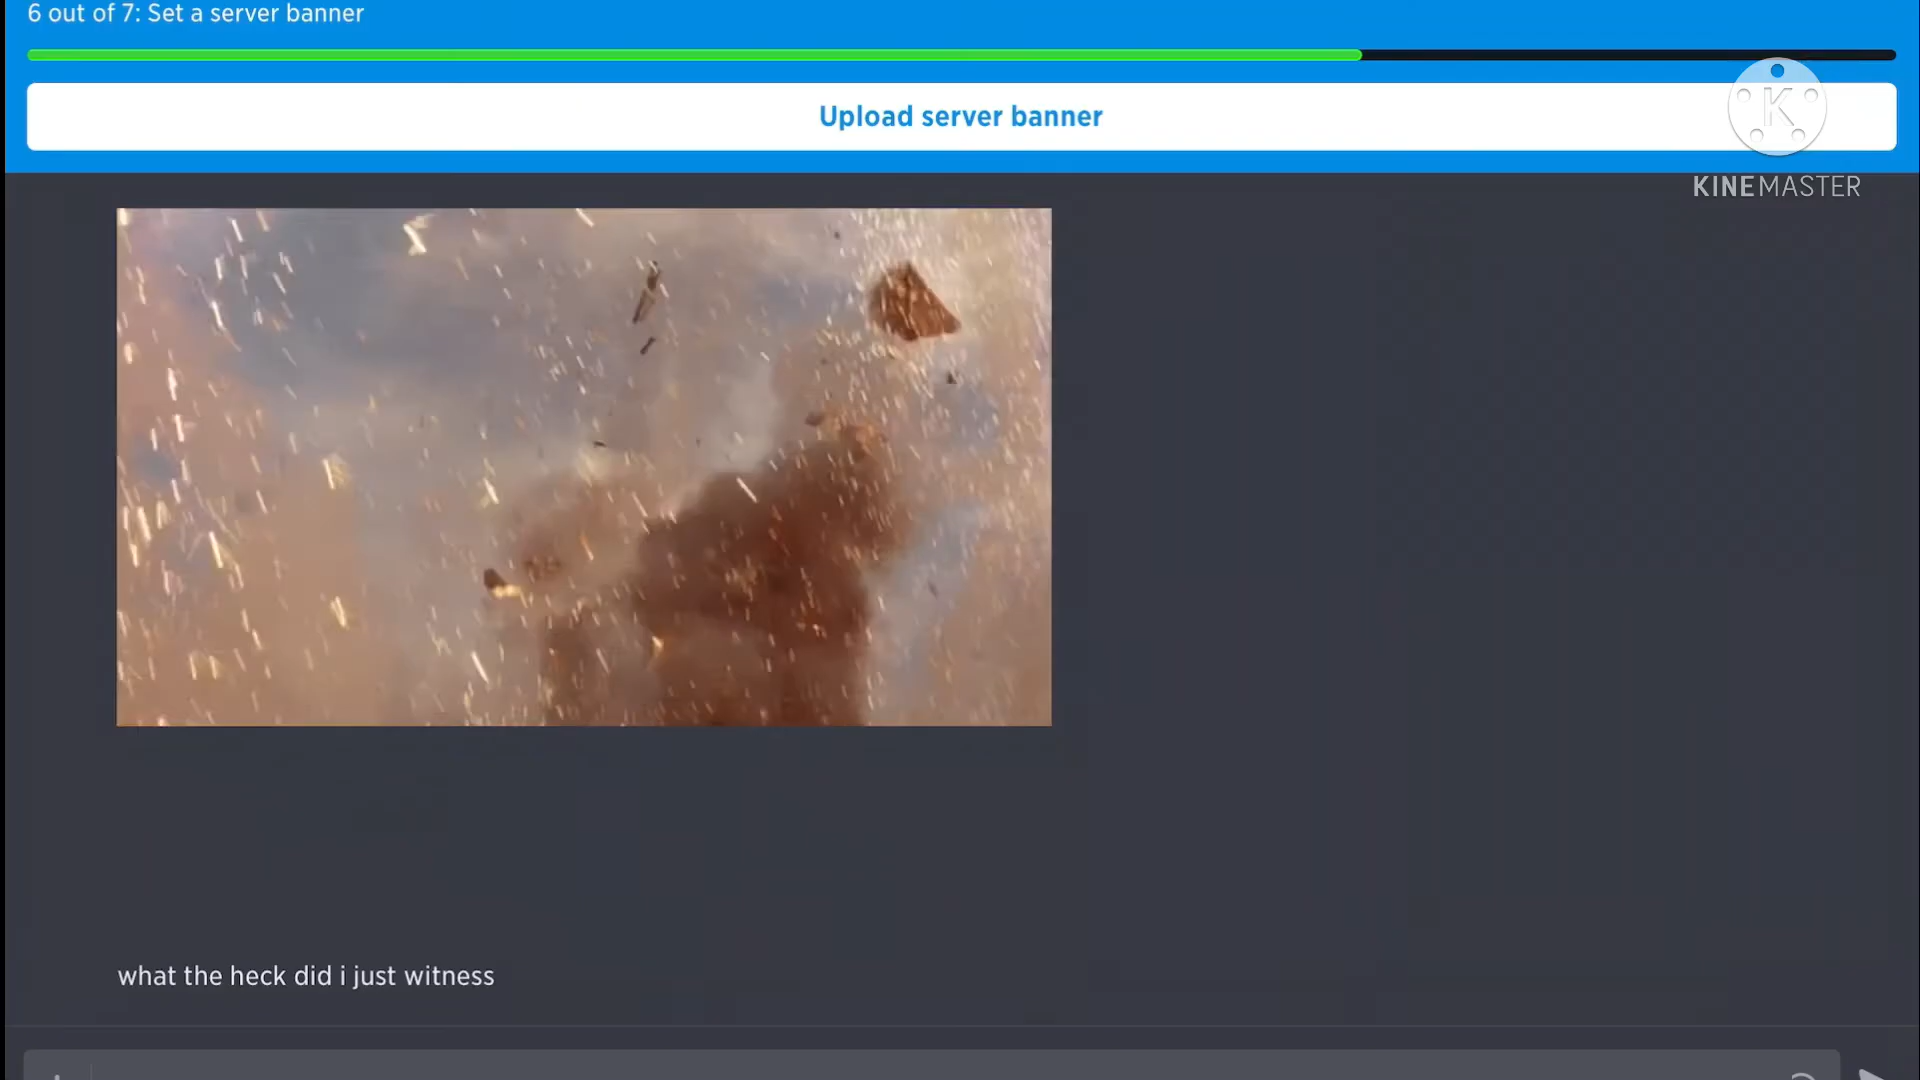 6 out of 7: Set a server banner
Upload server banner
K
KINEMASTER
what the heck did i just witness